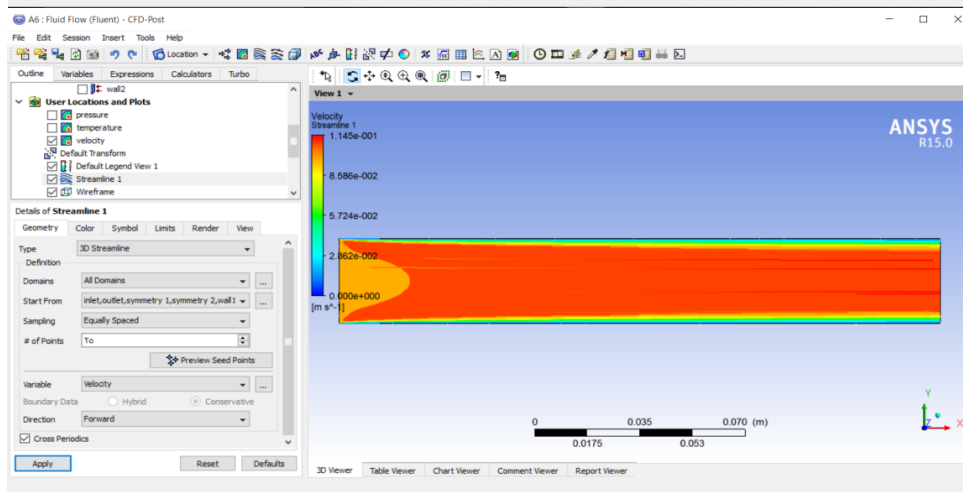 A6 : Fluid Flow (Fluent) - CFD-Post
File Edit Session Insert Tools Help
Location
Outline Variables Expressions Calculators Turbo
wall2
User Locations and Plots
pressure
temperature
velocity
Default Transform
Default Legend View 1
Streamline 1
Wireframe
Details of Streamline 1
Geometry Color Symbol Limits Render View
Type 3D Streamline
Definition
Domains All Domains ...
Start From inlet,outlet,symmetry 1,symmetry 2,wall1 ...
Sampling Equally Spaced
# of Points
Preview Seed Points
Variable Velocity ...
Boundary Data Hybrid Conservative
Direction Forward
Cross Periodics
Apply Reset Defaults
View 1
Velocity
Streamline 1
1.145e-001
8.586e-002
5.724e-002
2.862e-002
0.000e+000
[m s^-1]
ANSYS
R15.0
0 0.035 0.070 (m)
0.0175 0.053
Y
Z X
3D Viewer Table Viewer Chart Viewer Comment Viewer Report Viewer